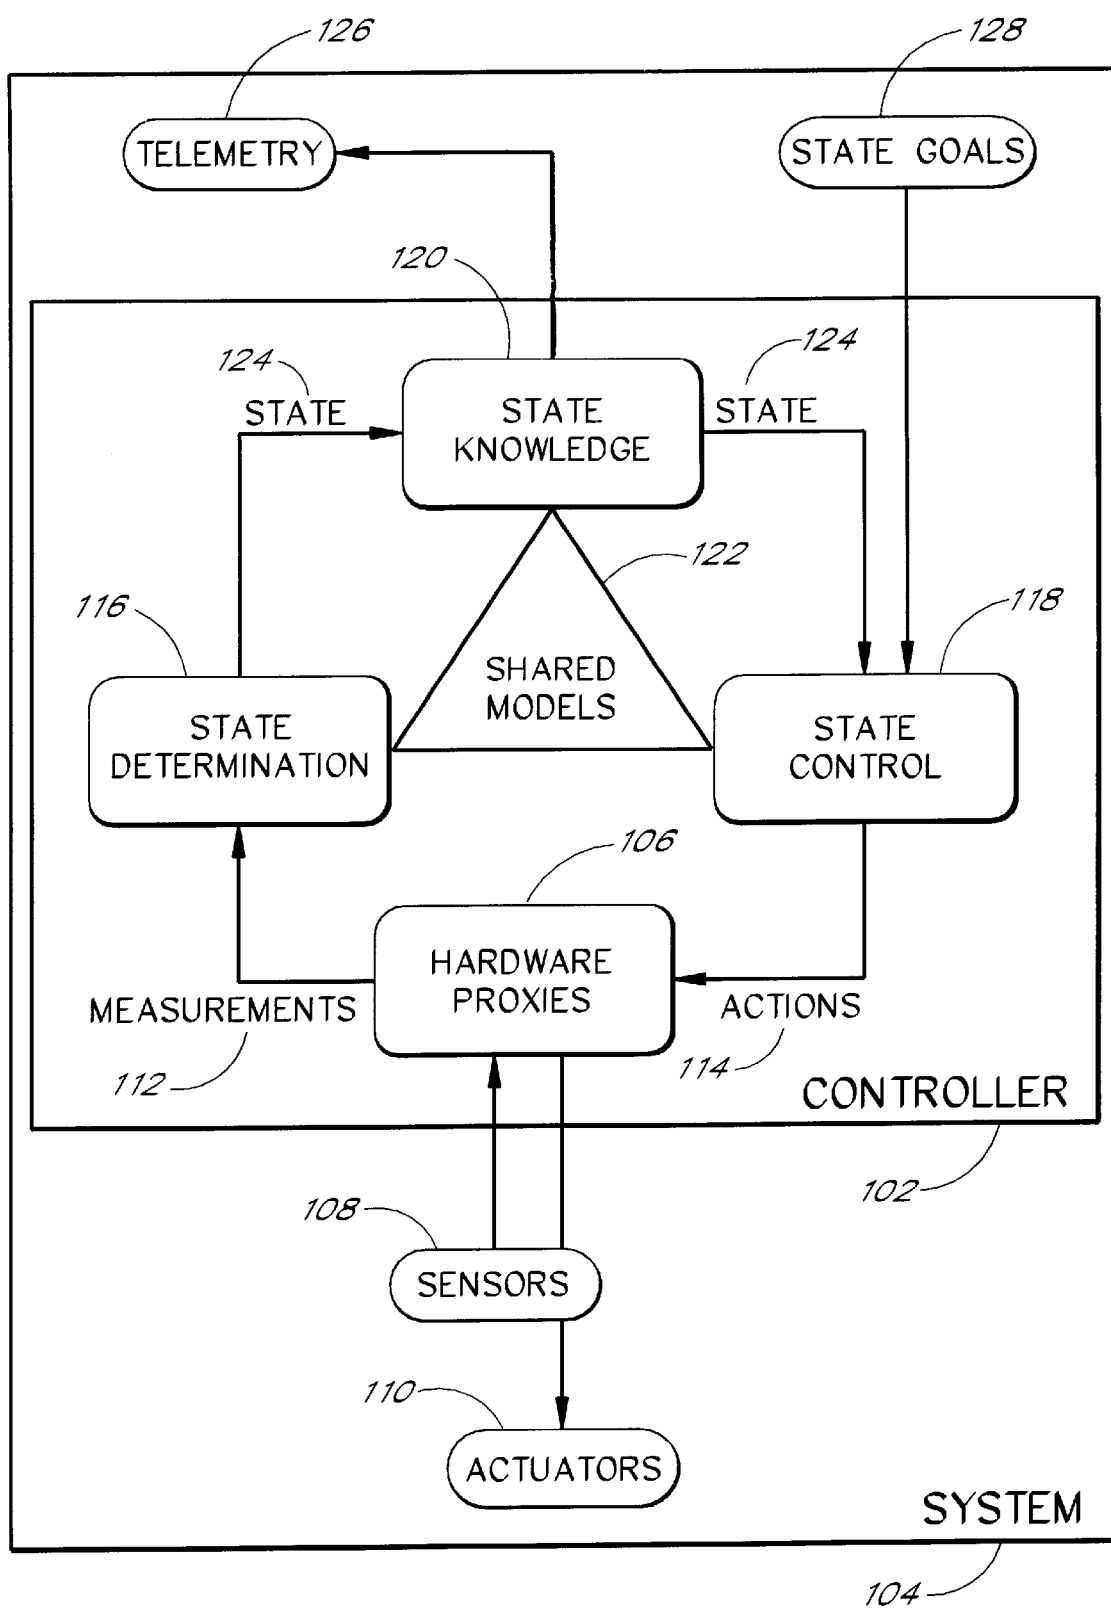 126
128
TELEMETRY
STATE GOALS
120
124
124
STATE
STATE
STATE
KNOWLEDGE
122
116
118
SHARED
MODELS
STATE
DETERMINATION
STATE
CONTROL
106
HARDWARE
PROXIES
MEASUREMENTS
ACTIONS
112
114
CONTROLLER
102
108
SENSORS
110
ACTUATORS
SYSTEM
104